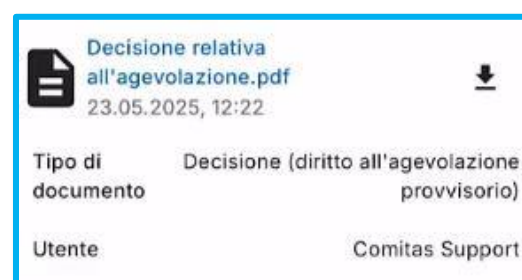 Decisione relativa
all'agevolazione.pdf
23.05.2025, 12:22
Tipo di Decisione (diritto all'agevolazione
documento provvisorio)
Utente Comitas Support